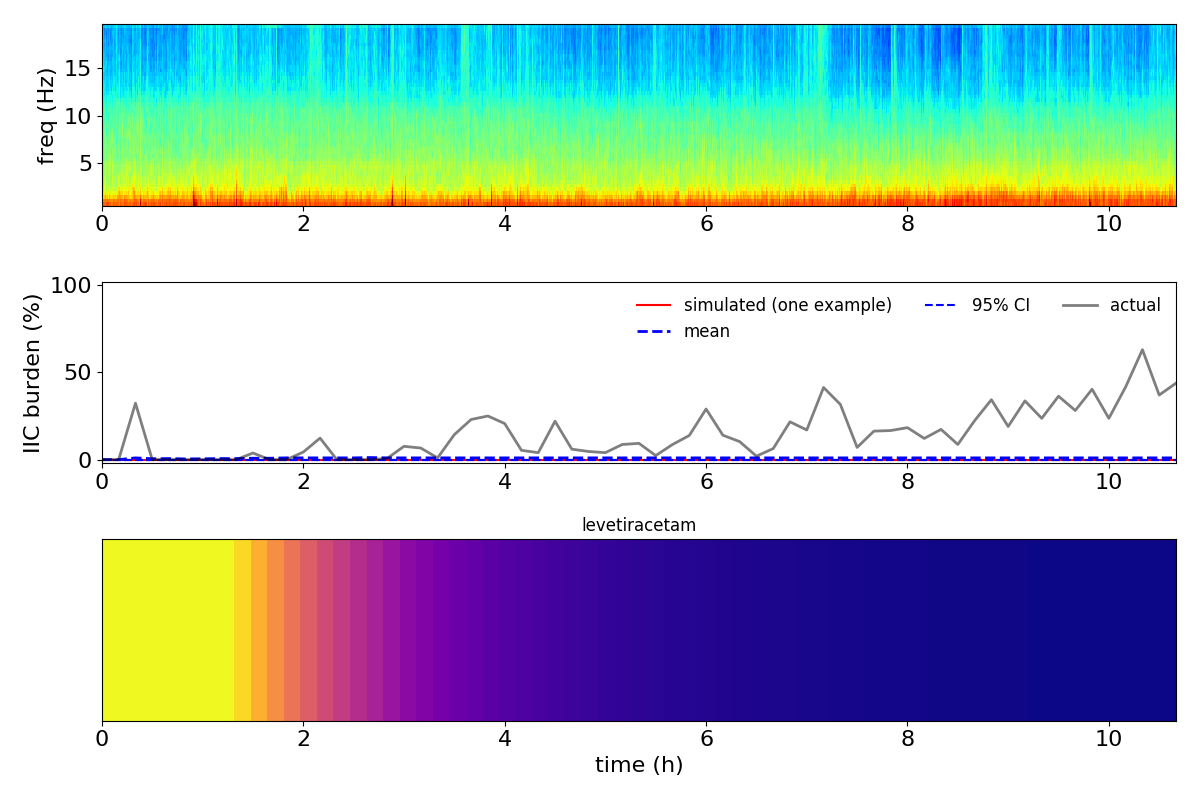 freq (Hz)
15
10
5
0 2 4 6 8 10
IIC burden (%)
100
50
0
simulated (one example) 95% CI actual
mean
0 2 4 6 8 10
levetiracetam
0 2 4 6 8 10
time (h)